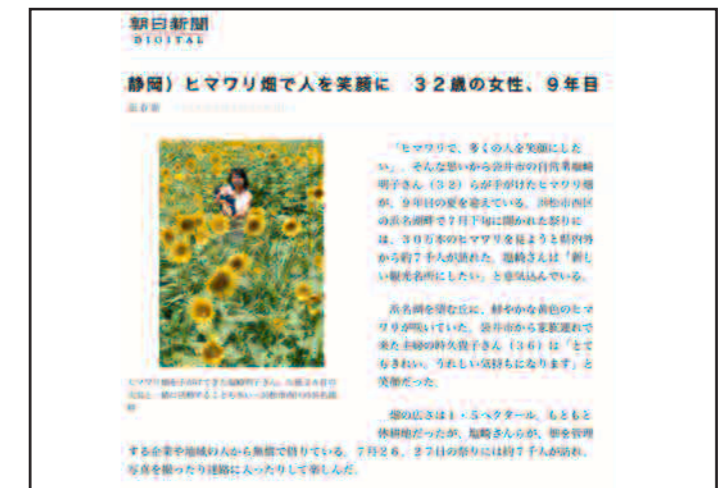 朝日新聞
DIGITAL
静岡）ヒマワリ畑で人を笑顔に　３２歳の女性、９年目
「ヒマワリで、多くの人を笑顔にした
い」。そんな思いから袋井市の自営業塩崎
明子さん（３２）らが手がけたヒマワリ畑
が、９年目の夏を迎えている。浜松市西区
の浜名湖畔で７月下旬に開かれた祭りに
は、３０万本のヒマワリを見ようと県内外
から約７千人が訪れた。塩崎さんは「新し
い観光名所にしたい」と意気込んでいる。
浜名湖を望む丘に、鮮やかな黄色のヒマ
ワリが咲いていた。袋井市から家族連れで
来た主婦の持久貴子さん（３６）は「とて
もきれい。うれしい気持ちになります」と
笑顔だった。
畑の広さは１・５ヘクタール。もともと
休耕地だったが、塩崎さんらが、畑を管理
する企業や地域の人から無償で借りている。７月２６、２７日の祭りには約７千人が訪れ、
写真を撮ったり迷路に入ったりして楽しんだ。